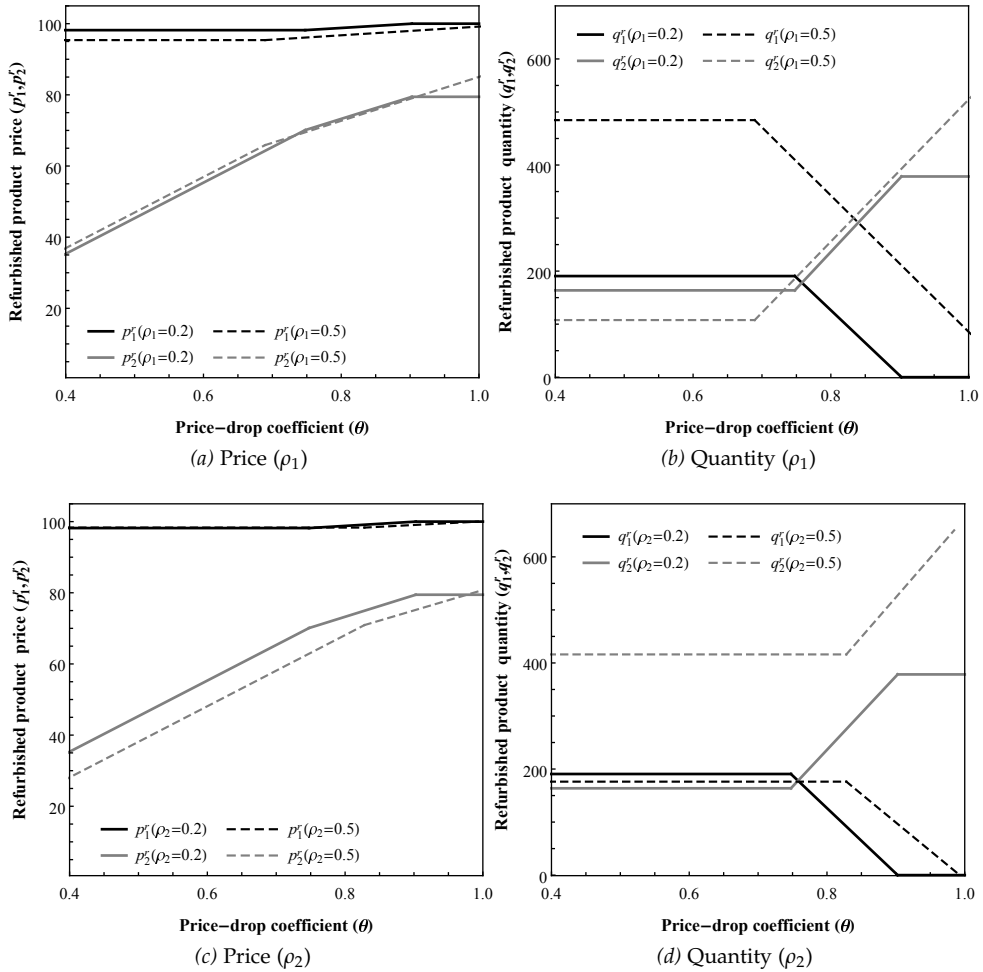 Refurbished product price (p₁ʳ,p₂ʳ)
100
80
60
40
20
p₁ʳ(ρ₁=0.2) p₁ʳ(ρ₁=0.5)
p₂ʳ(ρ₁=0.2) p₂ʳ(ρ₁=0.5)
0.4 0.6 0.8 1.0
Price−drop coefficient (θ)
(a) Price (ρ₁)
Refurbished product quantity (q₁ʳ,q₂ʳ)
600
400
200
0
q₁ʳ(ρ₁=0.2) q₁ʳ(ρ₁=0.5)
q₂ʳ(ρ₁=0.2) q₂ʳ(ρ₁=0.5)
0.4 0.6 0.8 1.0
Price−drop coefficient (θ)
(b) Quantity (ρ₁)
Refurbished product price (p₁ʳ,p₂ʳ)
100
80
60
40
20
p₁ʳ(ρ₂=0.2) p₁ʳ(ρ₂=0.5)
p₂ʳ(ρ₂=0.2) p₂ʳ(ρ₂=0.5)
0.4 0.6 0.8 1.0
Price−drop coefficient (θ)
(c) Price (ρ₂)
Refurbished product quantity (q₁ʳ,q₂ʳ)
600
400
200
0
q₁ʳ(ρ₂=0.2) q₁ʳ(ρ₂=0.5)
q₂ʳ(ρ₂=0.2) q₂ʳ(ρ₂=0.5)
0.4 0.6 0.8 1.0
Price−drop coefficient (θ)
(d) Quantity (ρ₂)